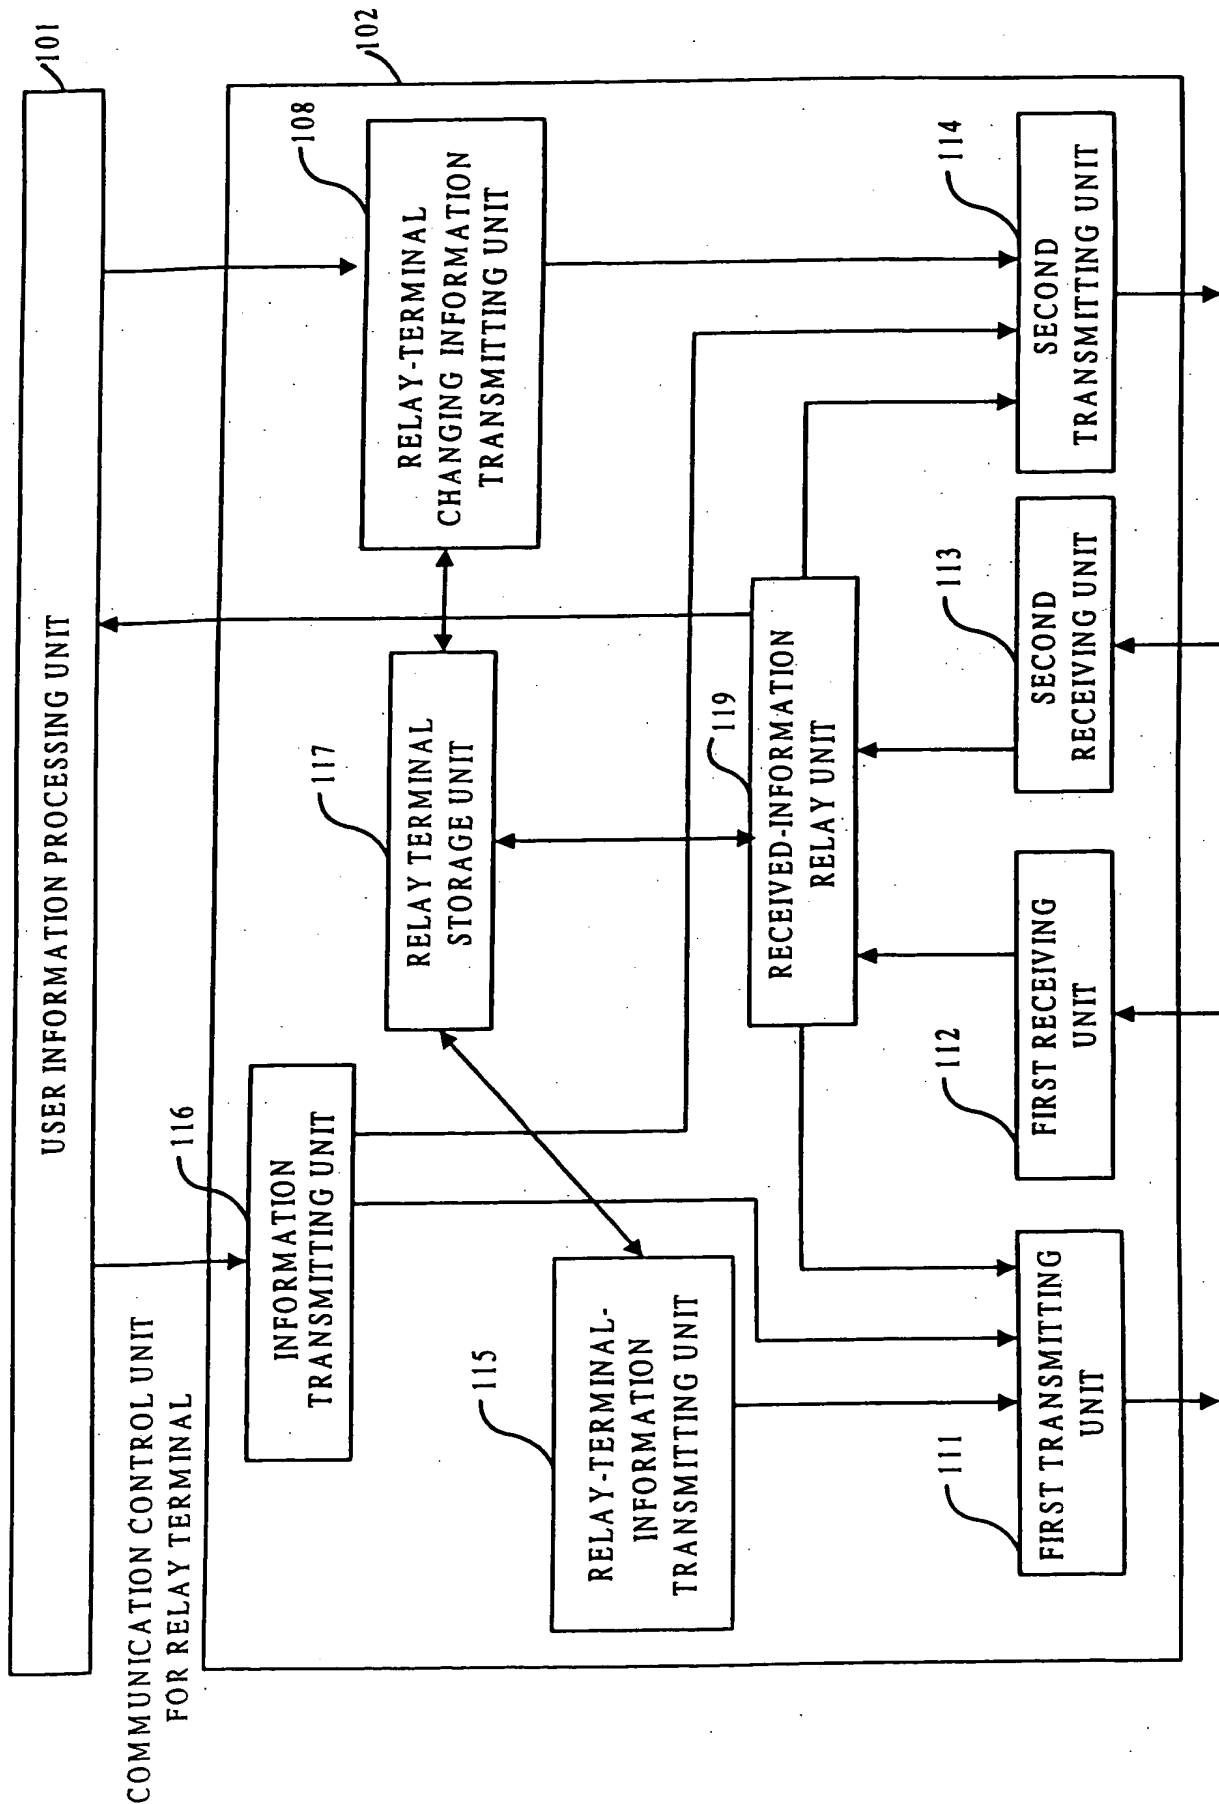 101
USER INFORMATION PROCESSING UNIT
COMMUNICATION CONTROL UNIT
FOR RELAY TERMINAL
102
116
INFORMATION
TRANSMITTING UNIT
117
RELAY TERMINAL
STORAGE UNIT
108
RELAY-TERMINAL
CHANGING INFORMATION
TRANSMITTING UNIT
115
RELAY-TERMINAL-
INFORMATION
TRANSMITTING UNIT
119
RECEIVED-INFORMATION
RELAY UNIT
111
FIRST TRANSMITTING
UNIT
112
FIRST RECEIVING
UNIT
113
SECOND
RECEIVING UNIT
114
SECOND
TRANSMITTING UNIT